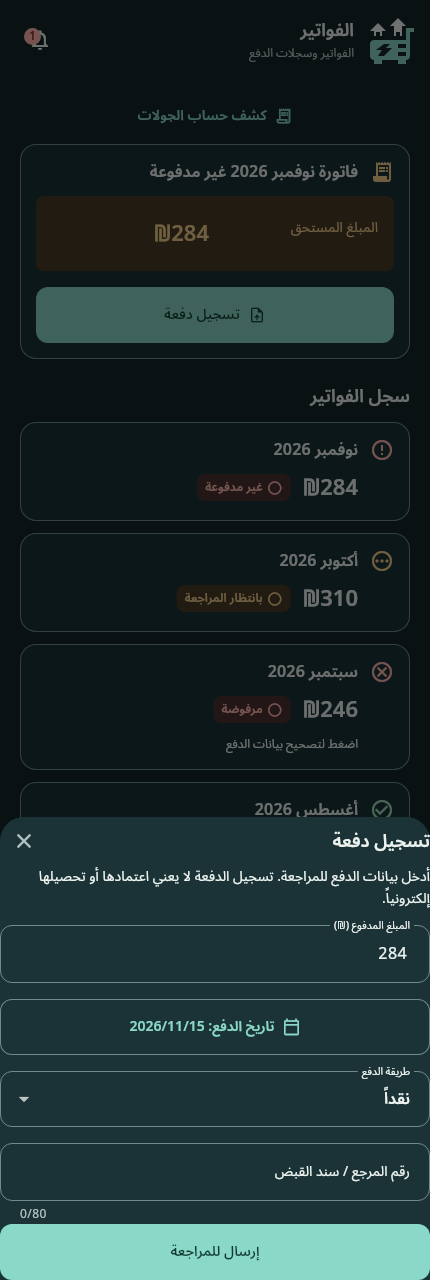 الفواتير
الفواتير وسجلات الدفع
1
كشف حساب الجولات
فاتورة نوفمبر 2026 غير مدفوعة
المبلغ المستحق
₪284
تسجيل دفعة
سجل الفواتير
نوفمبر 2026
₪284
غير مدفوعة
أكتوبر 2026
₪310
بانتظار المراجعة
سبتمبر 2026
₪246
مرفوضة
اضغط لتصحيح بيانات الدفع
أغسطس 2026
تسجيل دفعة
أدخل بيانات الدفع للمراجعة. تسجيل الدفعة لا يعني اعتمادها أو تحصيلها
إلكترونياً.
المبلغ المدفوع (₪)
284
تاريخ الدفع: 2026/11/15
طريقة الدفع
نقداً
رقم المرجع / سند القبض
0/80
إرسال للمراجعة